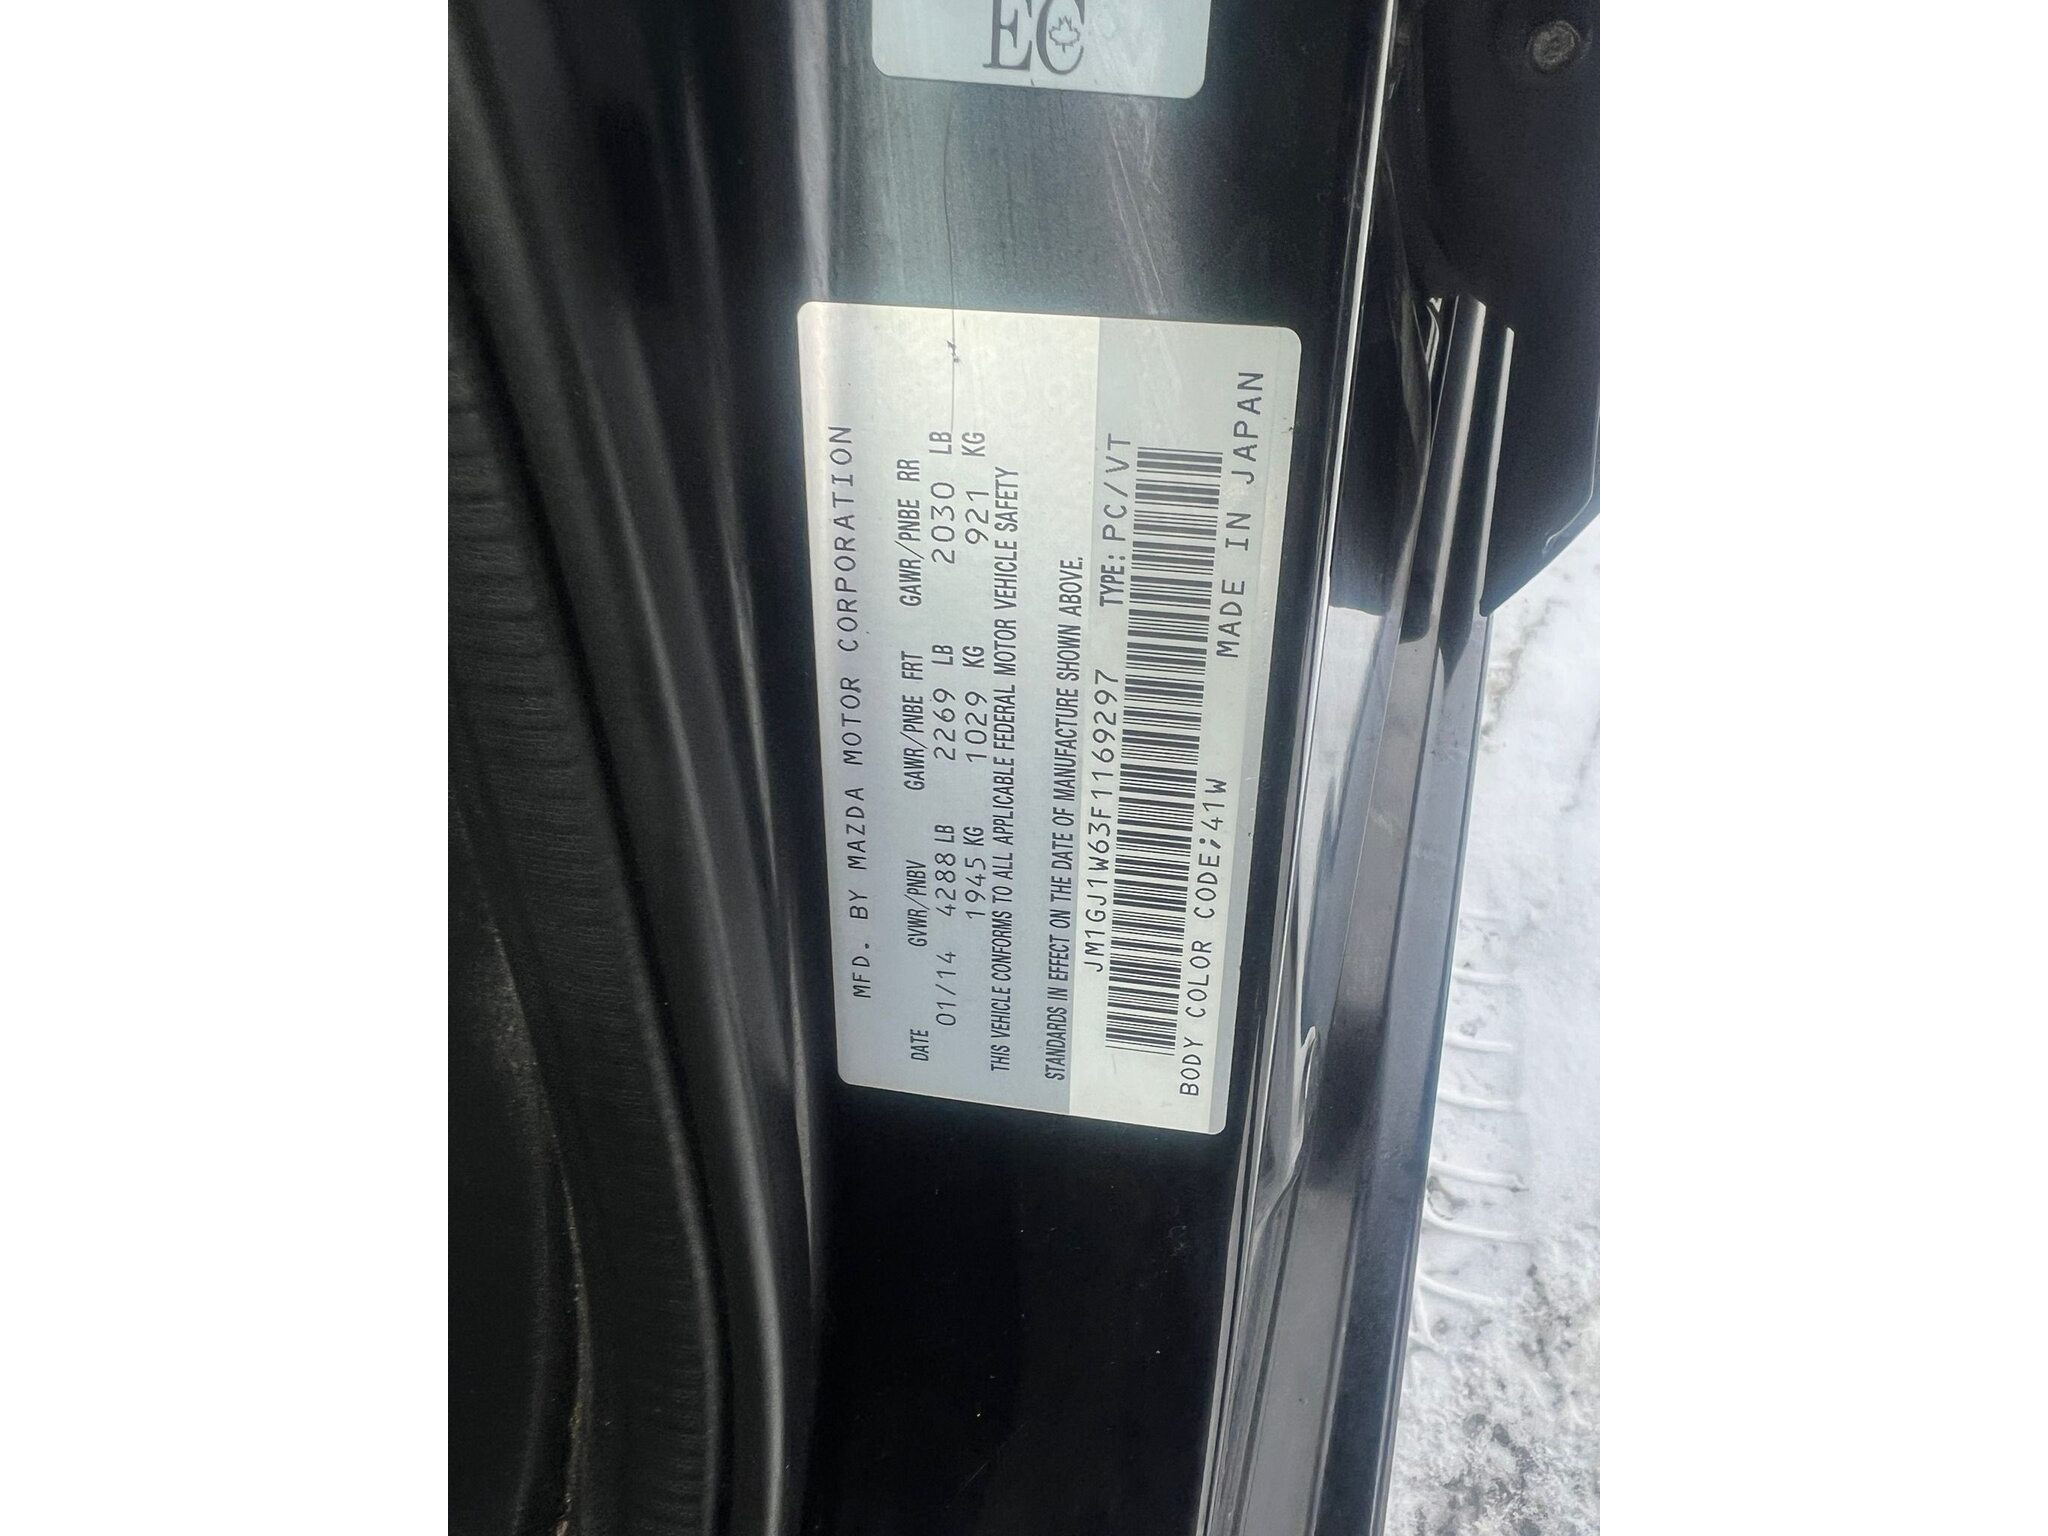 EC
MFD. BY MAZDA MOTOR CORPORATION
DATE GVWR/PNBV GAWR/PNBE FRT GAWR/PNBE RR
01/14 4288 LB 2269 LB 2030 LB
1945 KG 1029 KG 921 KG
THIS VEHICLE CONFORMS TO ALL APPLICABLE FEDERAL MOTOR VEHICLE SAFETY
STANDARDS IN EFFECT ON THE DATE OF MANUFACTURE SHOWN ABOVE.
JM1GJ1W63F1169297 TYPE: PC/VT
BODY COLOR CODE;41W MADE IN JAPAN